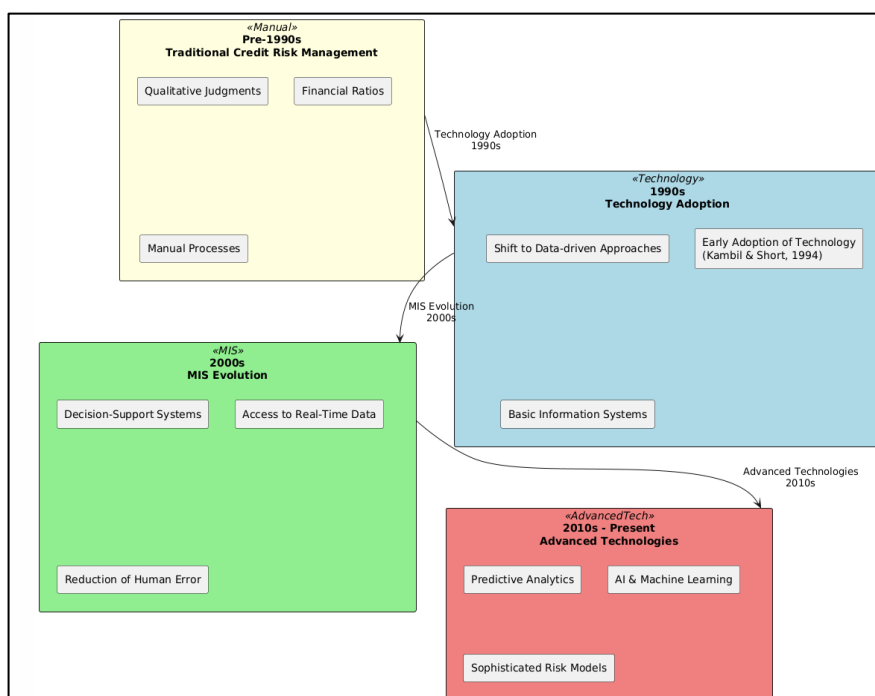 «Manual»
Pre-1990s
Traditional Credit Risk Management
Qualitative Judgments
Financial Ratios
Manual Processes
Technology Adoption
1990s
«Technology»
1990s
Technology Adoption
Shift to Data-driven Approaches
Early Adoption of Technology
(Kambil & Short, 1994)
Basic Information Systems
MIS Evolution
2000s
«MIS»
2000s
MIS Evolution
Decision-Support Systems
Access to Real-Time Data
Reduction of Human Error
Advanced Technologies
2010s
«AdvancedTech»
2010s - Present
Advanced Technologies
Predictive Analytics
AI & Machine Learning
Sophisticated Risk Models